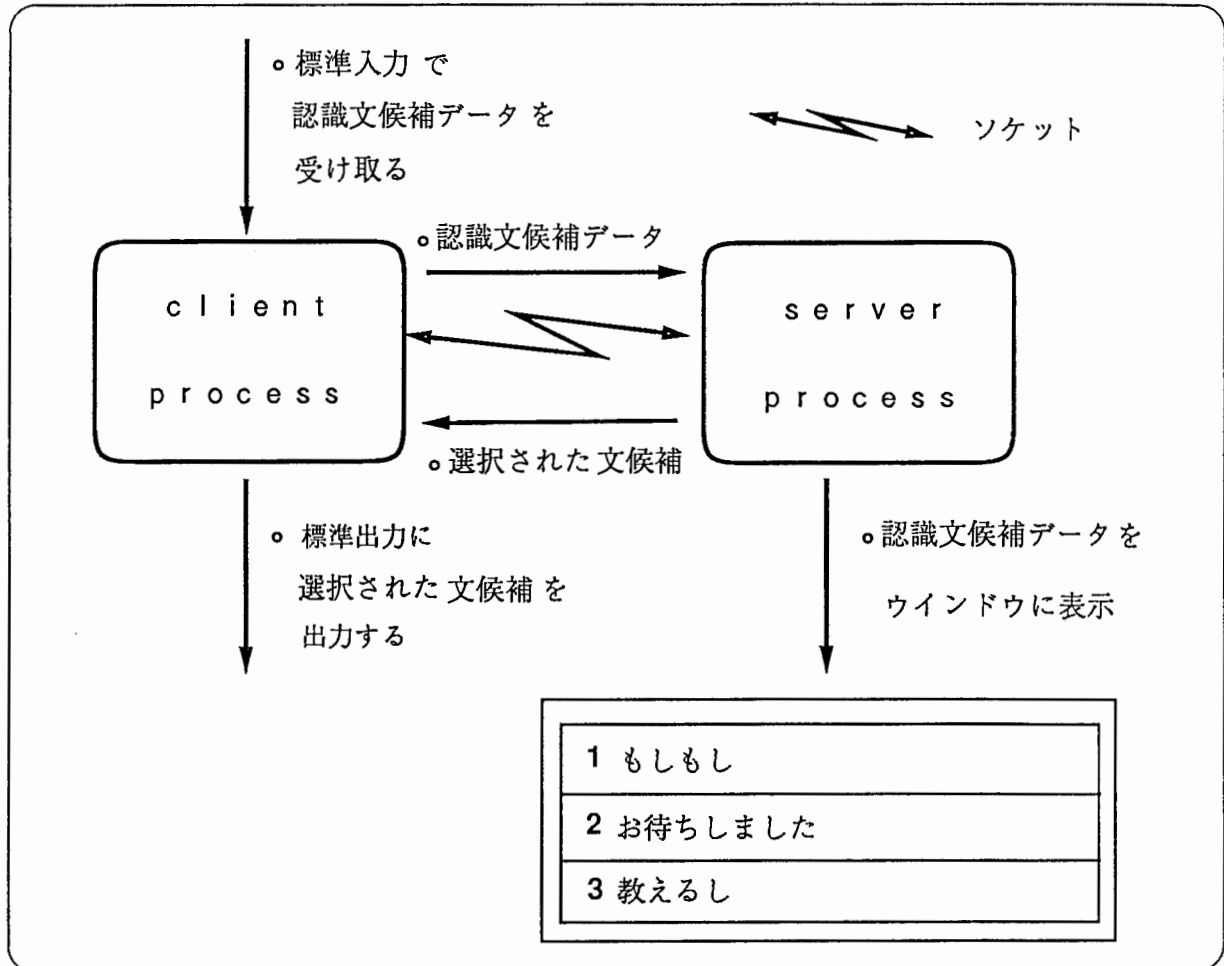 標準入力 で
認識文候補データ を
受け取る
ソケット
認識文候補データ
client
process
server
process
選択された 文候補
標準出力に
選択された 文候補 を
出力する
認識文候補データ を
ウインドウに表示
1 もしもし
2 お待ちしました
3 教えるし